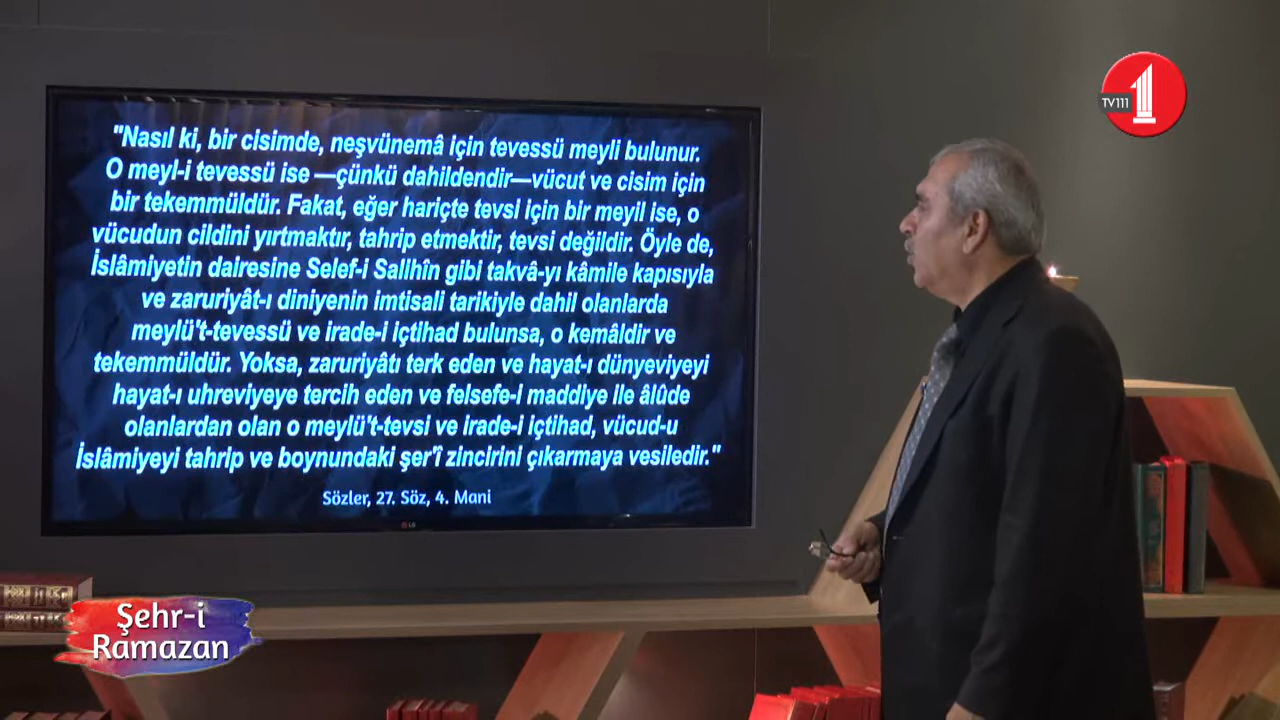 "Nasıl ki, bir cisimde, neşvünemâ için tevessü meyli bulunur.
O meyl-i tevessü ise —çünkü dahildendir—vücut ve cisim için
bir tekemmüldür. Fakat, eğer hariçte tevsi için bir meyil ise, o
vücudun cildini yırtmaktır, tahrip etmektir, tevsi değildir. Öyle de,
İslâmiyetin dairesine Selef-i Salihîn gibi takvâ-yı kâmile kapısıyla
ve zaruriyât-ı diniyenin imtisali tarikiyle dahil olanlarda
meylü't-tevessü ve irade-i içtihad bulunsa, o kemâldir ve
tekemmüldür. Yoksa, zaruriyâtı terk eden ve hayat-ı dünyeviyeyi
hayat-ı uhreviyeye tercih eden ve felsefe-i maddiye ile âlûde
olanlardan olan o meylü't-tevsi ve irade-i içtihad, vücud-u
İslâmiyeyi tahrip ve boynundaki şer'î zincirini çıkarmaya vesiledir."
Sözler, 27. Söz, 4. Mani
LG
TV111
1
Şehr-i
Ramazan